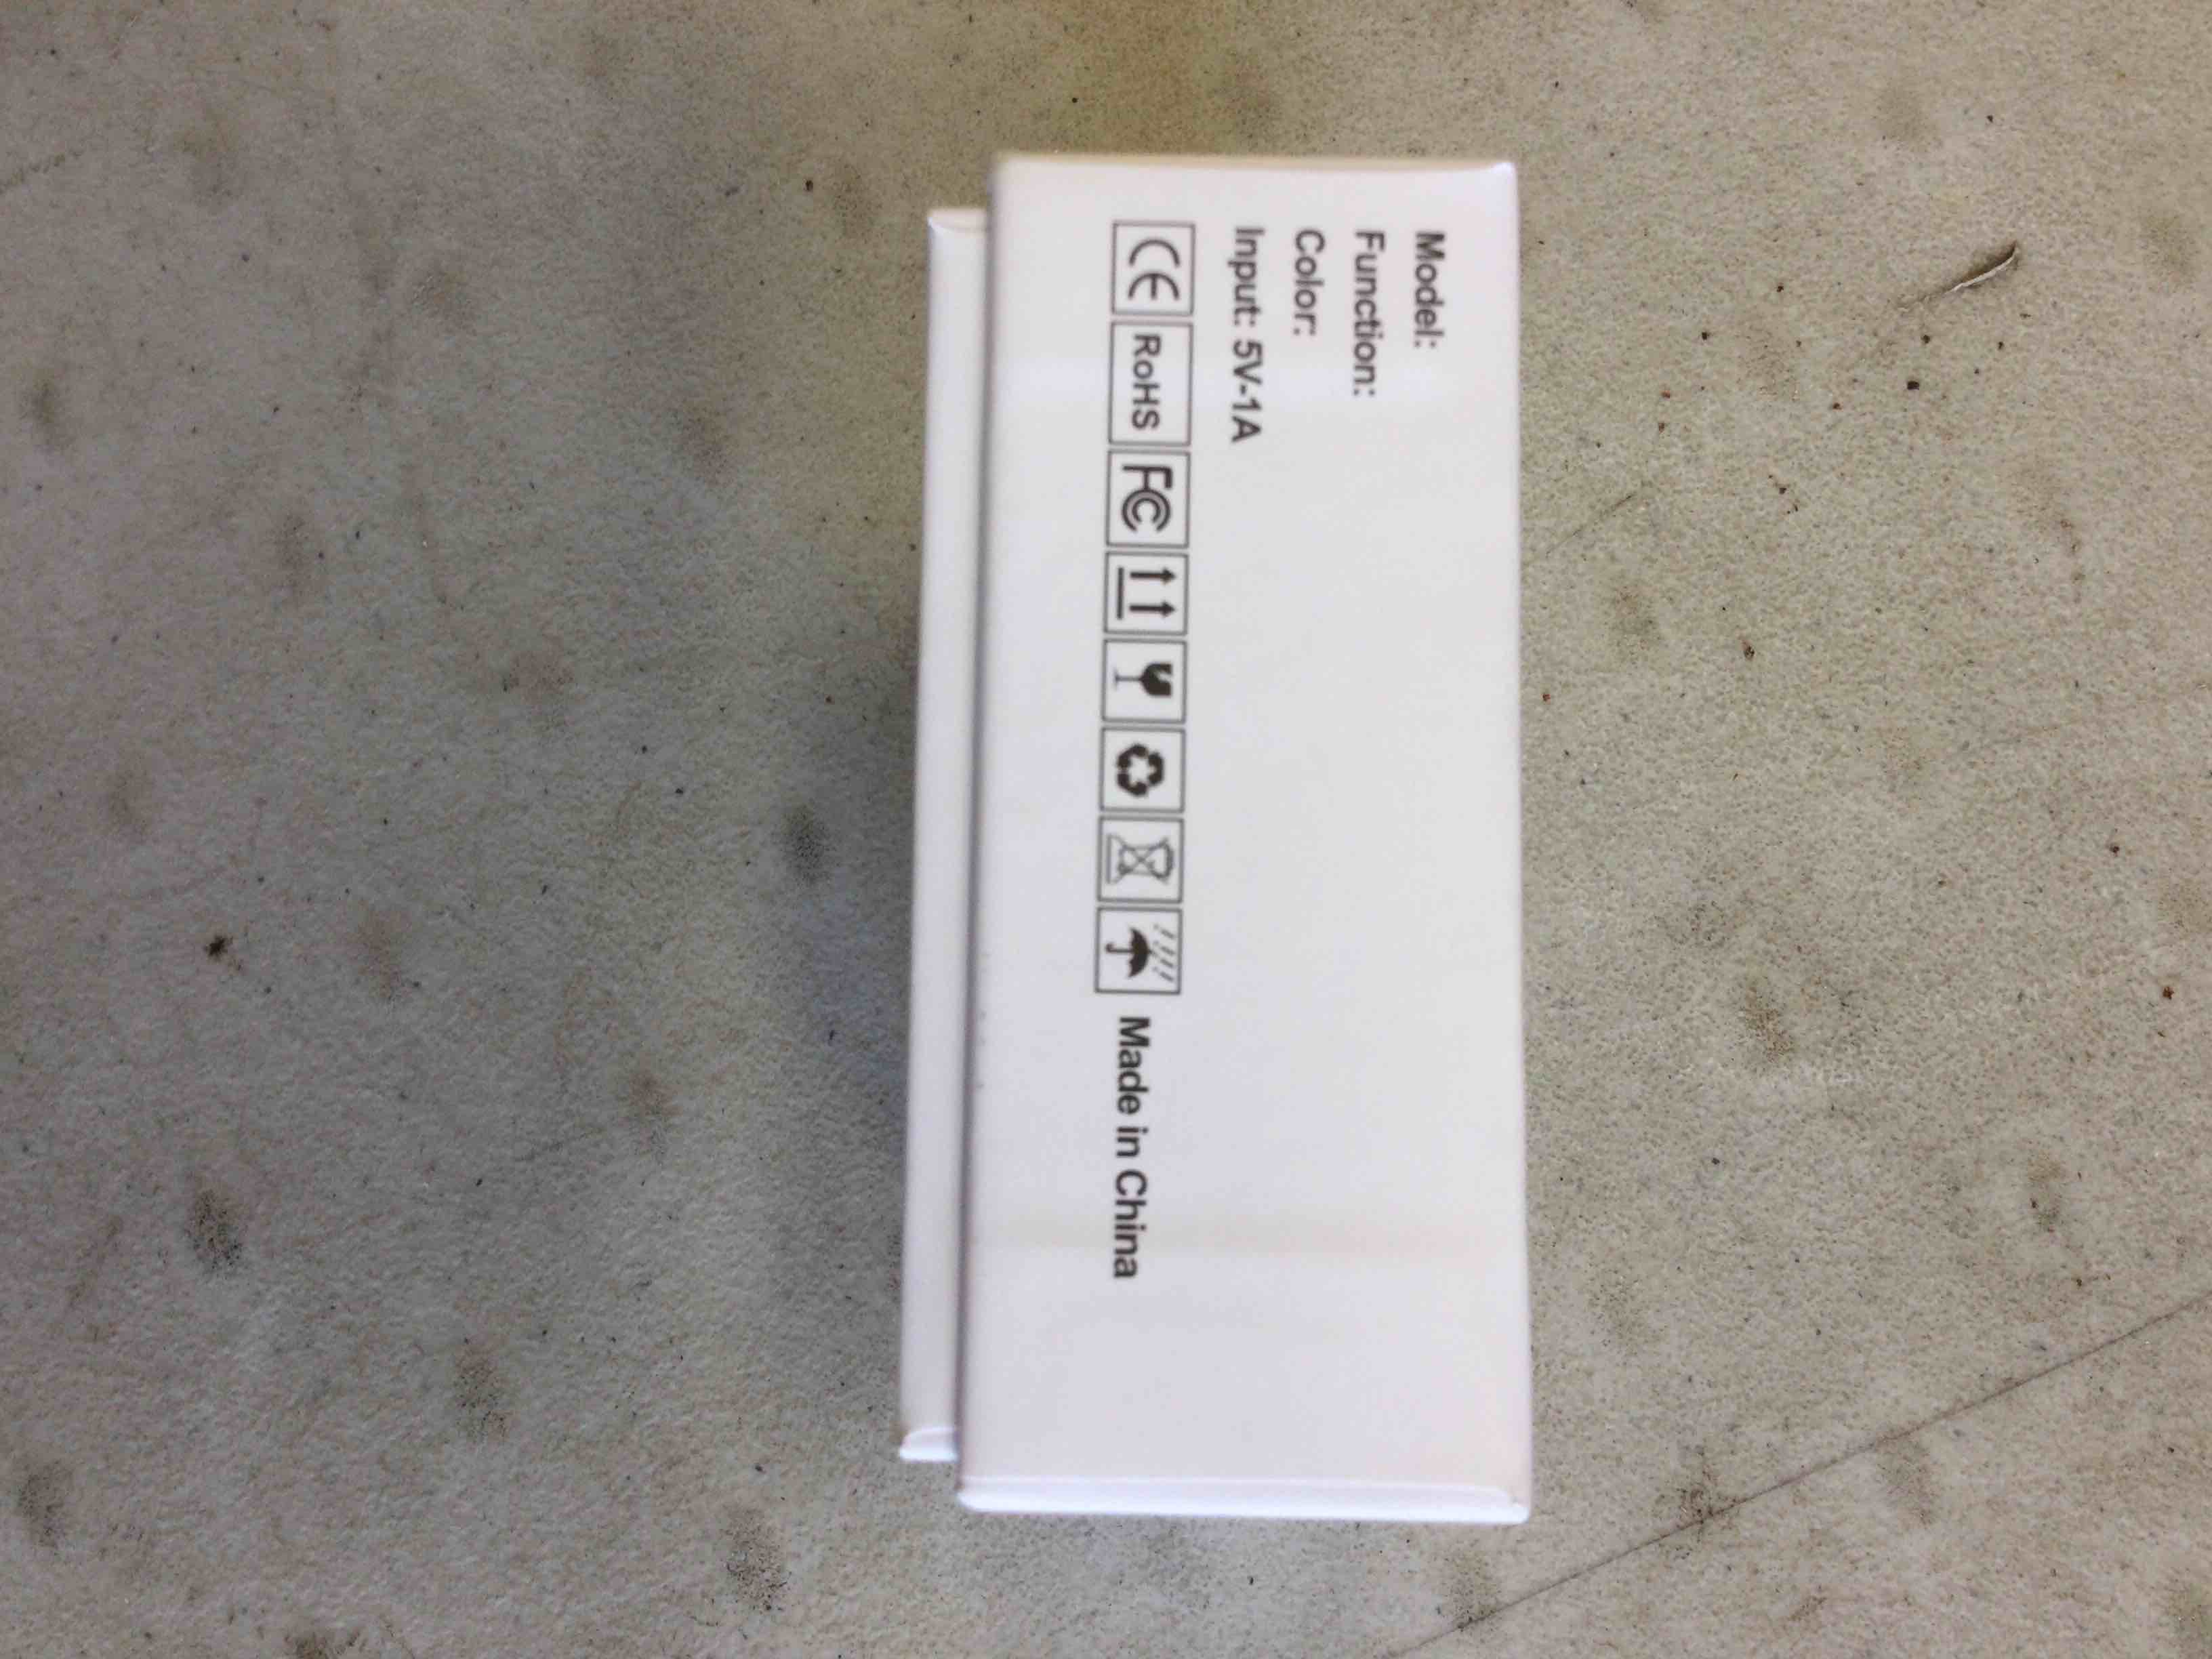 Model:
Function:
Color:
Input: 5V-1A
CE RoHS FC Made in China